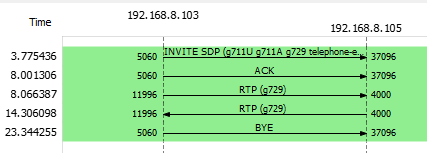 192.168.8.103
Time
192.168.8.105
3.775436 5060 INVITE SDP (g711U g711A g729 telephone-e... 37096
8.001306 5060 ACK 37096
8.066387 11996 RTP (g729) 4000
14.306098 11996 RTP (g729) 4000
23.344255 5060 BYE 37096